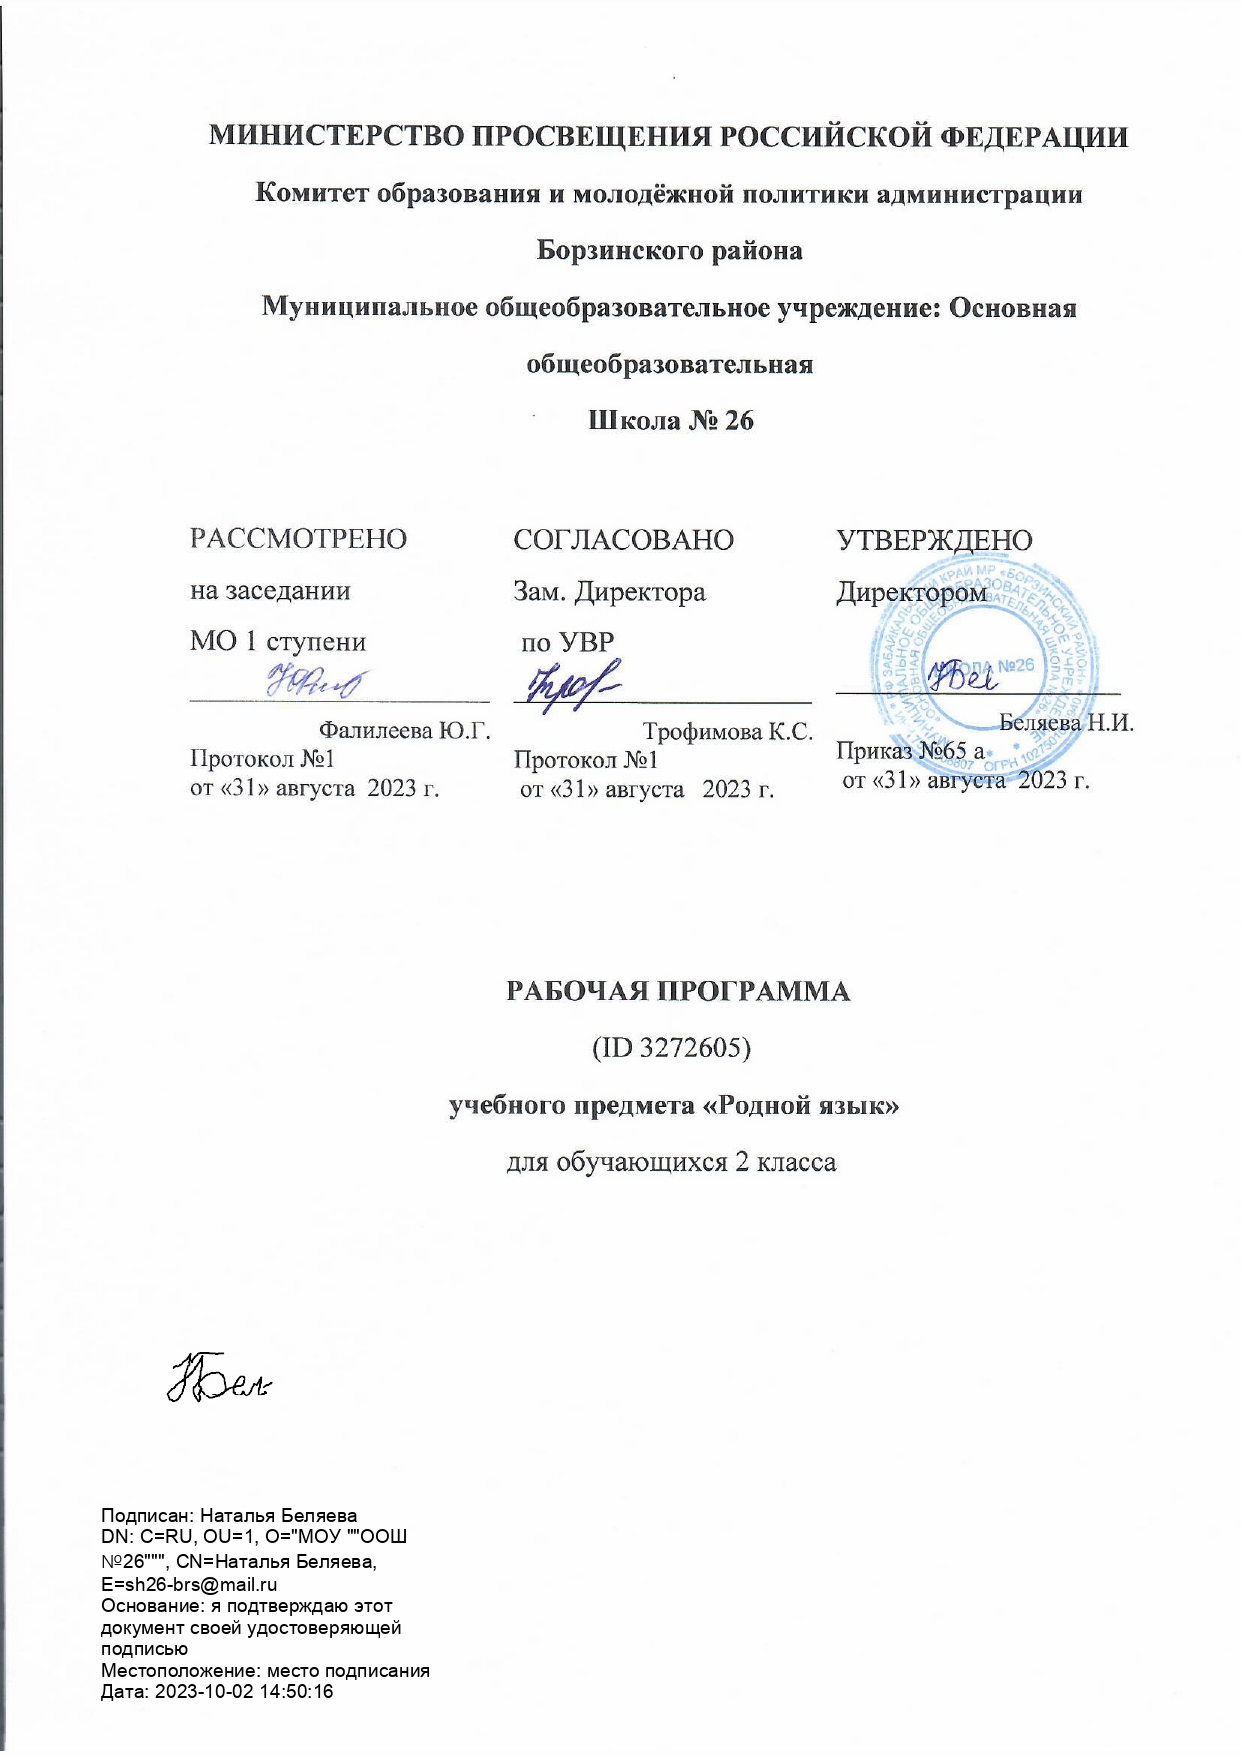 МИНИСТЕРСТВО ПРОСВЕЩЕНИЯ РОССИЙСКОЙ ФЕДЕРАЦИИ
Комитет образования и молодёжной политики администрации
Борзинского района
Муниципальное общеобразовательное учреждение: Основная
общеобразовательная
Школа № 26
РАССМОТРЕНО
на заседании
МО 1 ступени
Фалилеева Ю.Г.
Протокол №1
от «31» августа 2023 г.
СОГЛАСОВАНО
Зам. Директора
по УВР
Трофимова К.С.
Протокол №1
от «31» августа 2023 г.
УТВЕРЖДЕНО
Директором
ШКОЛА №26
Беляева Н.И.
Приказ №65 а
от «31» августа 2023 г.
РАБОЧАЯ ПРОГРАММА
(ID 3272605)
учебного предмета «Родной язык»
для обучающихся 2 класса
Подписан: Наталья Беляева
DN: C=RU, OU=1, O="МОУ ""ООШ
№26""", CN=Наталья Беляева,
E=sh26-brs@mail.ru
Основание: я подтверждаю этот
документ своей удостоверяющей
подписью
Местоположение: место подписания
Дата: 2023-10-02 14:50:16